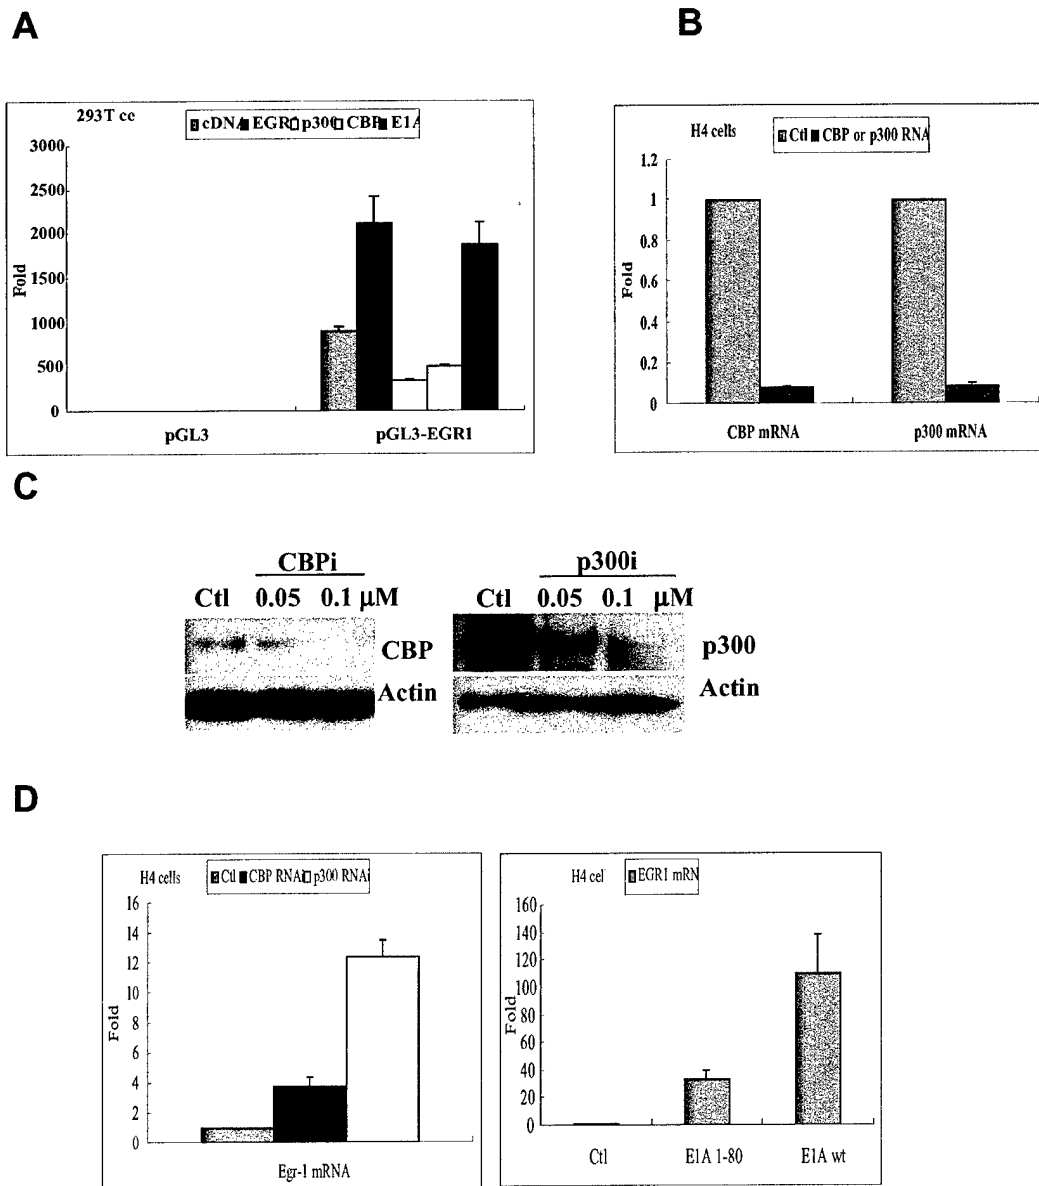 A
B
293T ce
cDNA EGR p300 CBP E1A
3000
2500
2000
1500
1000
500
0
Fold
pGL3 pGL3-EGR1
H4 cells
Ctl CBP or p300 RNA
1.2
1
0.8
0.6
0.4
0.2
0
Fold
CBP mRNA p300 mRNA
C
CBPi
Ctl 0.05 0.1 μM
CBP
Actin
p300i
Ctl 0.05 0.1 μM
p300
Actin
D
H4 cells
Ctl CBP RNAi p300 RNAi
16
14
12
10
8
6
4
2
0
Fold
Egr-1 mRNA
H4 cel
EGR1 mRN
160
140
120
100
80
60
40
20
0
Fold
Ctl E1A 1-80 E1A wt